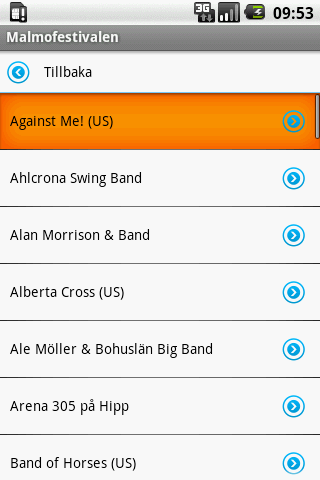 3G
09:53
Malmofestivalen
Tillbaka
Against Me! (US)
Ahlcrona Swing Band
Alan Morrison & Band
Alberta Cross (US)
Ale Möller & Bohuslän Big Band
Arena 305 på Hipp
Band of Horses (US)